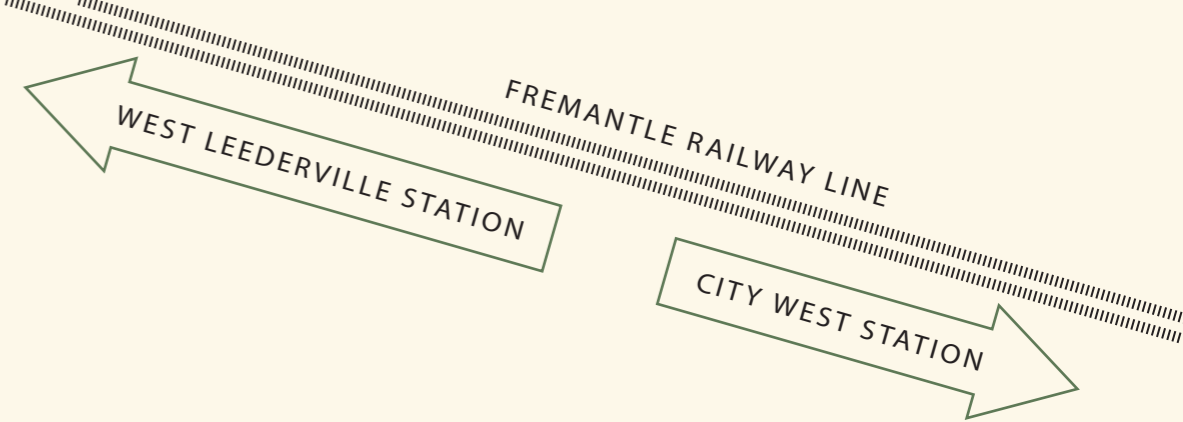 FREMANTLE RAILWAY LINE
WEST LEEDERVILLE STATION
CITY WEST STATION